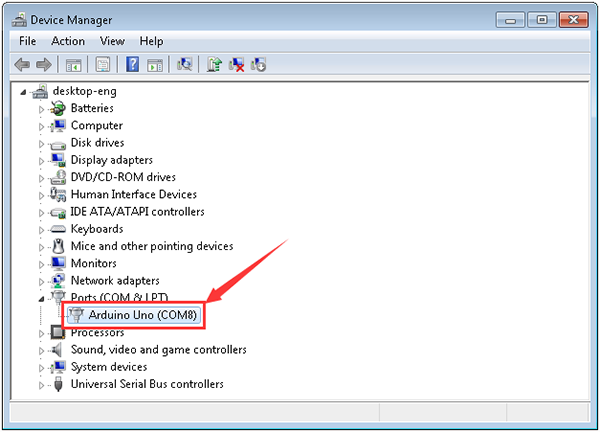 Device Manager
File Action View Help
desktop-eng
Batteries
Computer
Disk drives
Display adapters
DVD/CD-ROM drives
Human Interface Devices
IDE ATA/ATAPI controllers
Keyboards
Mice and other pointing devices
Monitors
Network adapters
Ports (COM & LPT)
Arduino Uno (COM8)
Processors
Sound, video and game controllers
System devices
Universal Serial Bus controllers